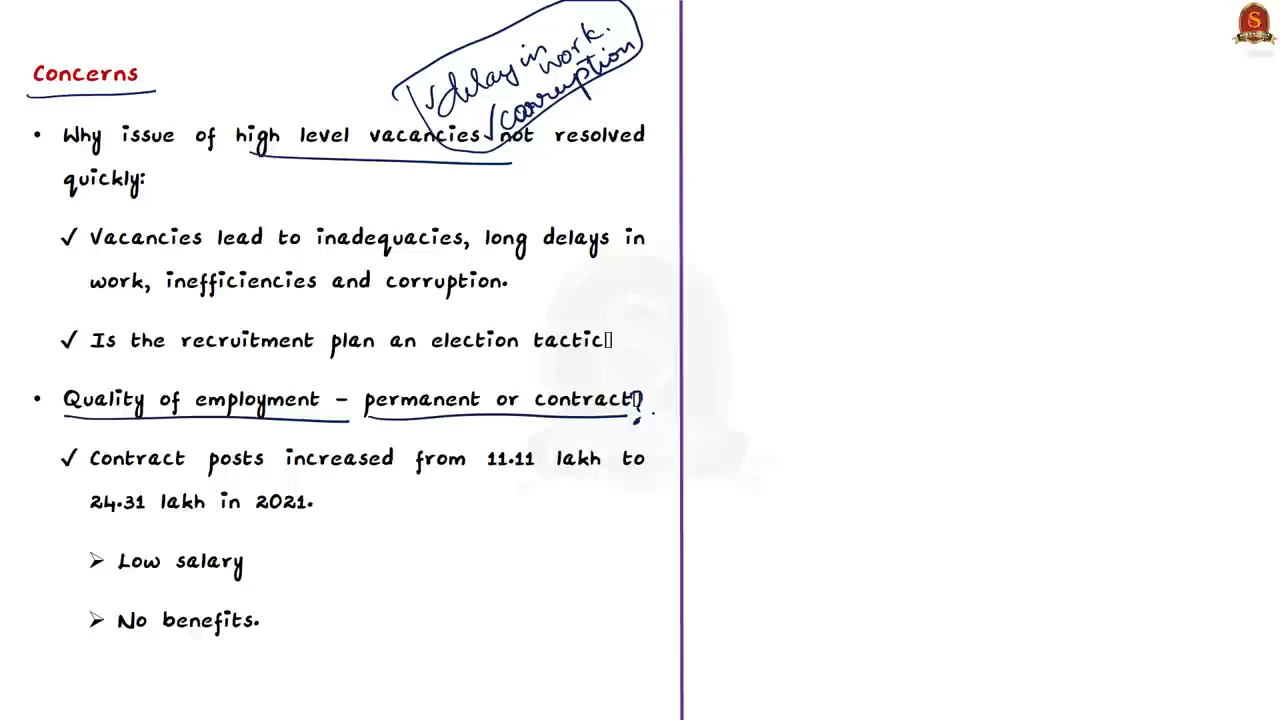 ✓delay in
work.
✓corruption
Concerns
• Why issue of high level vacancies not resolved
quickly:
✓ Vacancies lead to inadequacies, long delays in
work, inefficiencies and corruption.
✓ Is the recruitment plan an election tactic
• Quality of employment – permanent or contract?
✓ Contract posts increased from 11.11 lakh to
24.31 lakh in 2021.
➢ Low salary
➢ No benefits.